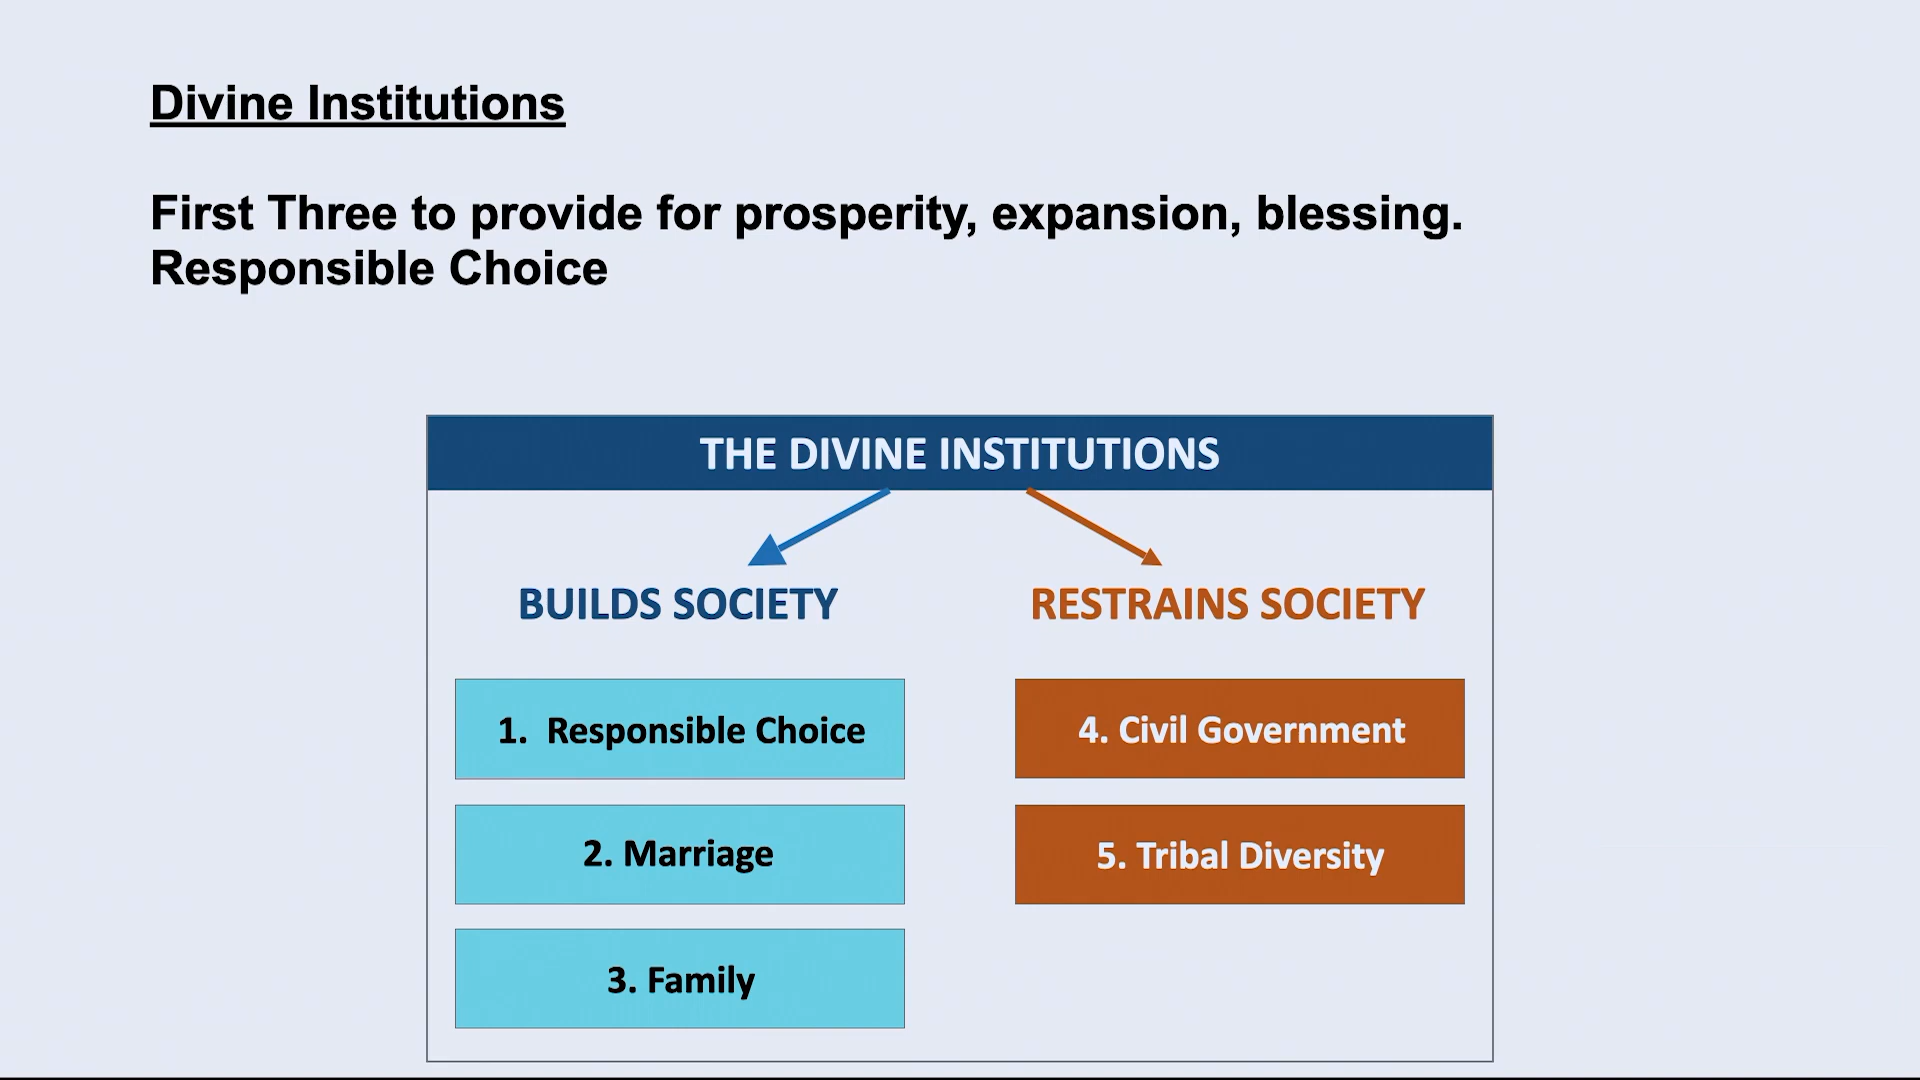 Divine Institutions
First Three to provide for prosperity, expansion, blessing.
Responsible Choice
THE DIVINE INSTITUTIONS
BUILDS SOCIETY
RESTRAINS SOCIETY
1. Responsible Choice
4. Civil Government
2. Marriage
5. Tribal Diversity
3. Family